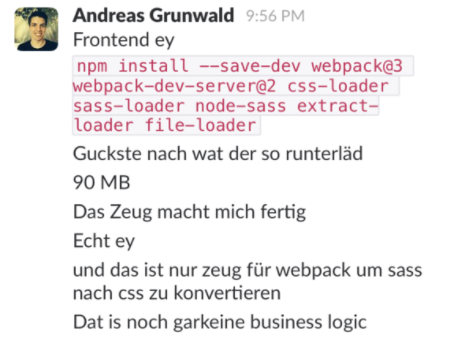 Andreas Grunwald 9:56 PM
Frontend ey
npm install --save-dev webpack@3
webpack-dev-server@2 css-loader
sass-loader node-sass extract-
loader file-loader
Guckste nach wat der so runterläd
90 MB
Das Zeug macht mich fertig
Echt ey
und das ist nur zeug für webpack um sass
nach css zu konvertieren
Dat is noch garkeine business logic